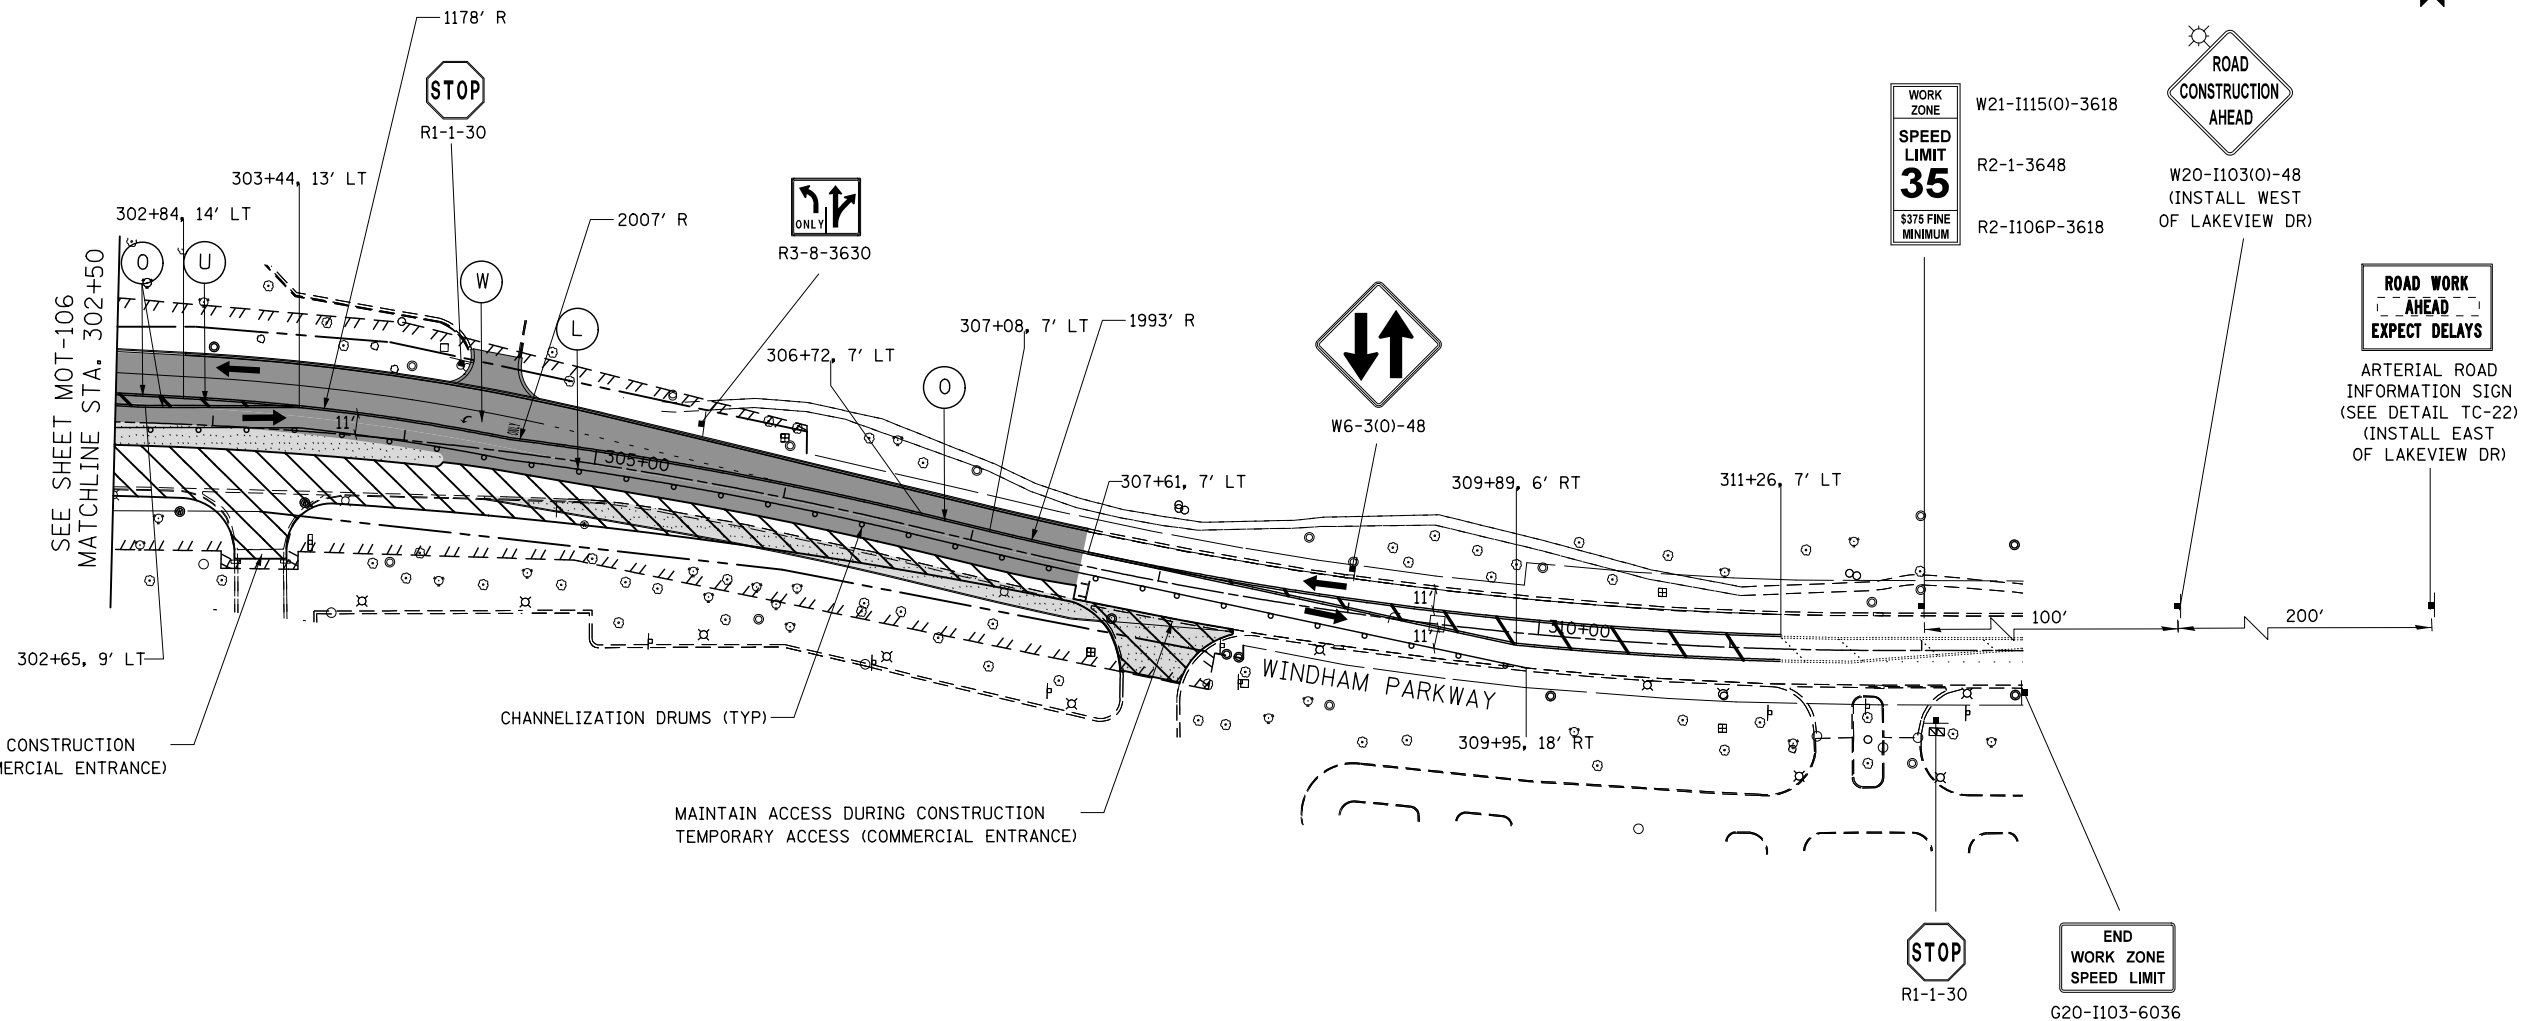 1178' R
STOP
R1-1-30
303+44, 13' LT
302+84, 14' LT
O
U
W
L
2007' R
ONLY
R3-8-3630
306+72, 7' LT
307+08, 7' LT
1993' R
O
W6-3(O)-48
WORK
ZONE
SPEED
LIMIT
35
$375 FINE
MINIMUM
W21-I115(O)-3618
R2-1-3648
R2-I106P-3618
ROAD
CONSTRUCTION
AHEAD
W20-I103(O)-48
(INSTALL WEST
OF LAKEVIEW DR)
ROAD WORK
AHEAD
EXPECT DELAYS
ARTERIAL ROAD
INFORMATION SIGN
(SEE DETAIL TC-22)
(INSTALL EAST
OF LAKEVIEW DR)
SEE SHEET MOT-106
MATCHLINE STA. 302+50
11'
305+00
307+61, 7' LT
309+89, 6' RT
311+26, 7' LT
11'
11'
310+00
100'
200'
302+65, 9' LT
WINDHAM PARKWAY
CHANNELIZATION DRUMS (TYP)
309+95, 18' RT
CONSTRUCTION
MERCIAL ENTRANCE)
MAINTAIN ACCESS DURING CONSTRUCTION
TEMPORARY ACCESS (COMMERCIAL ENTRANCE)
STOP
R1-1-30
END
WORK ZONE
SPEED LIMIT
G20-I103-6036